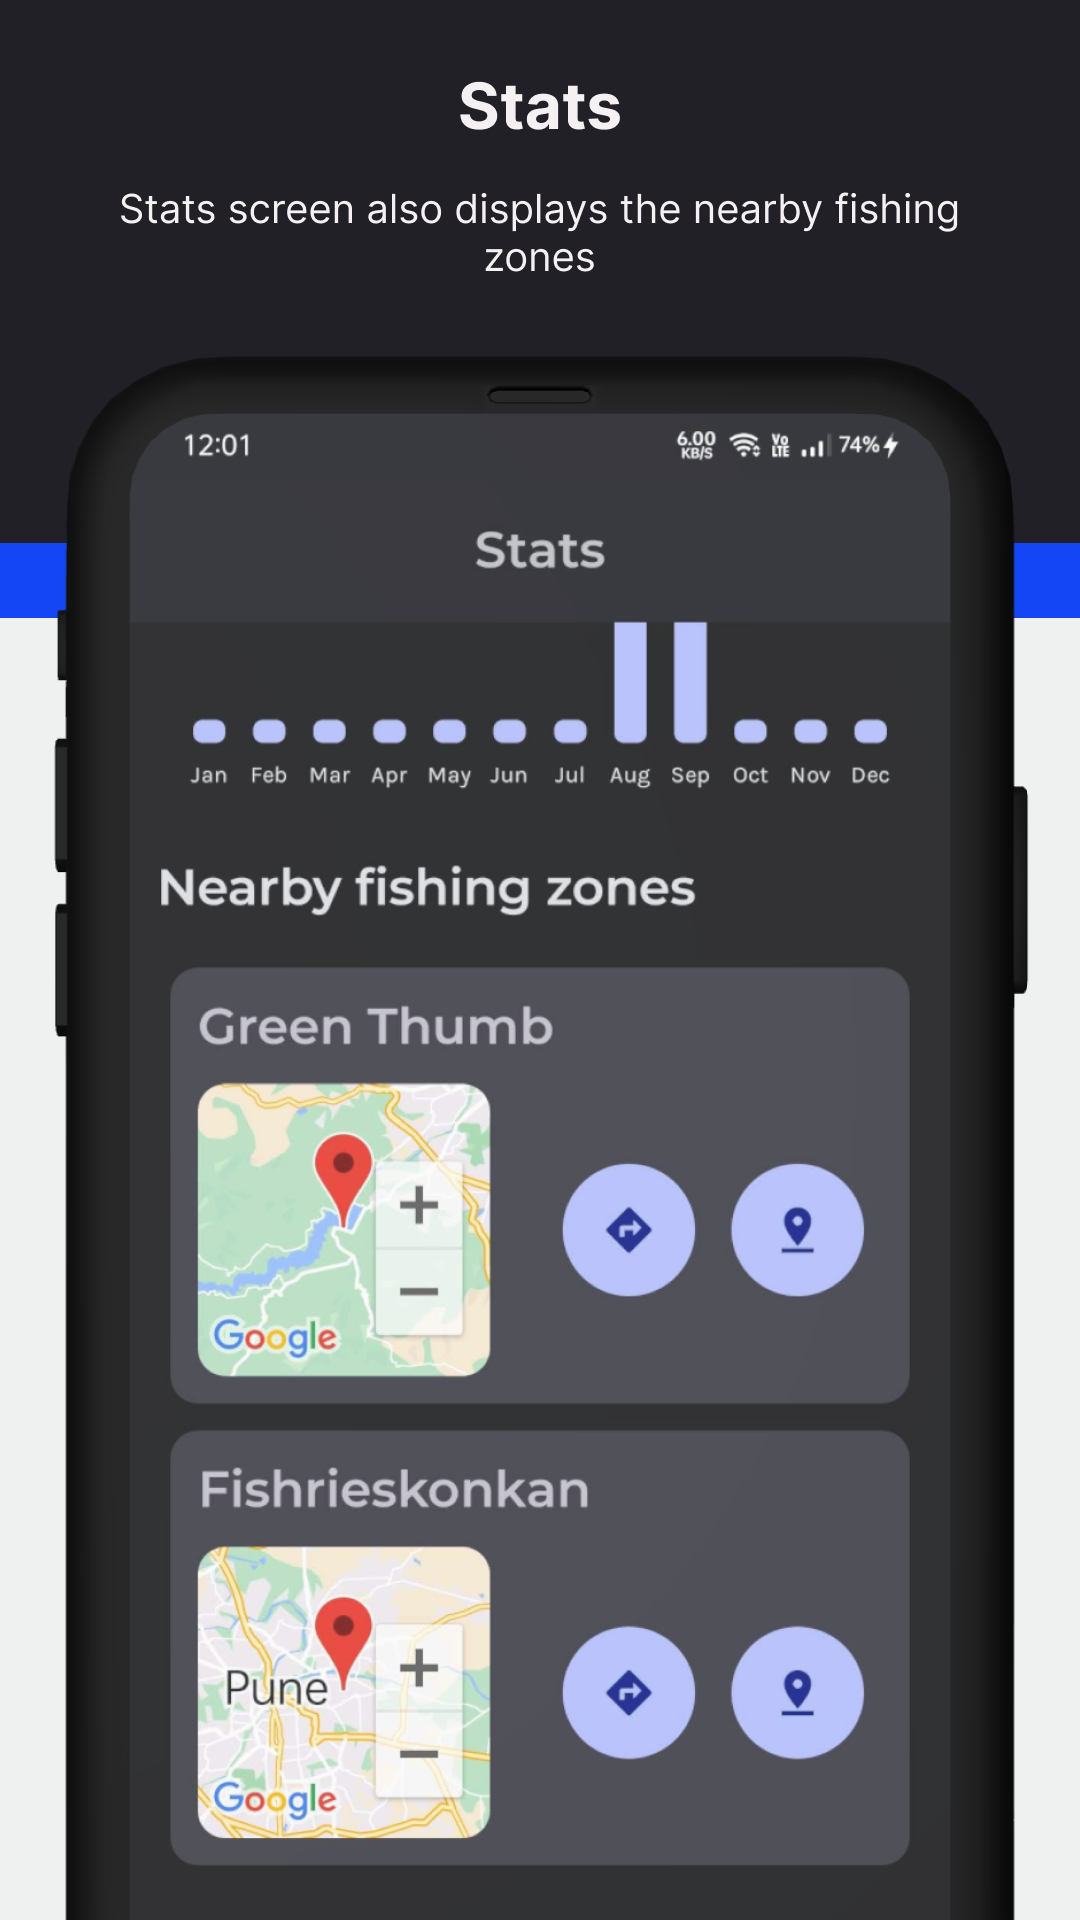 Stats
Stats screen also displays the nearby fishing
zones
12:01
6.00
KB/S
Vo
LTE
74%
Stats
Jan Feb Mar Apr May Jun Jul Aug Sep Oct Nov Dec
Nearby fishing zones
Green Thumb
+
−
Google
Fishrieskonkan
+
Pune
−
Google